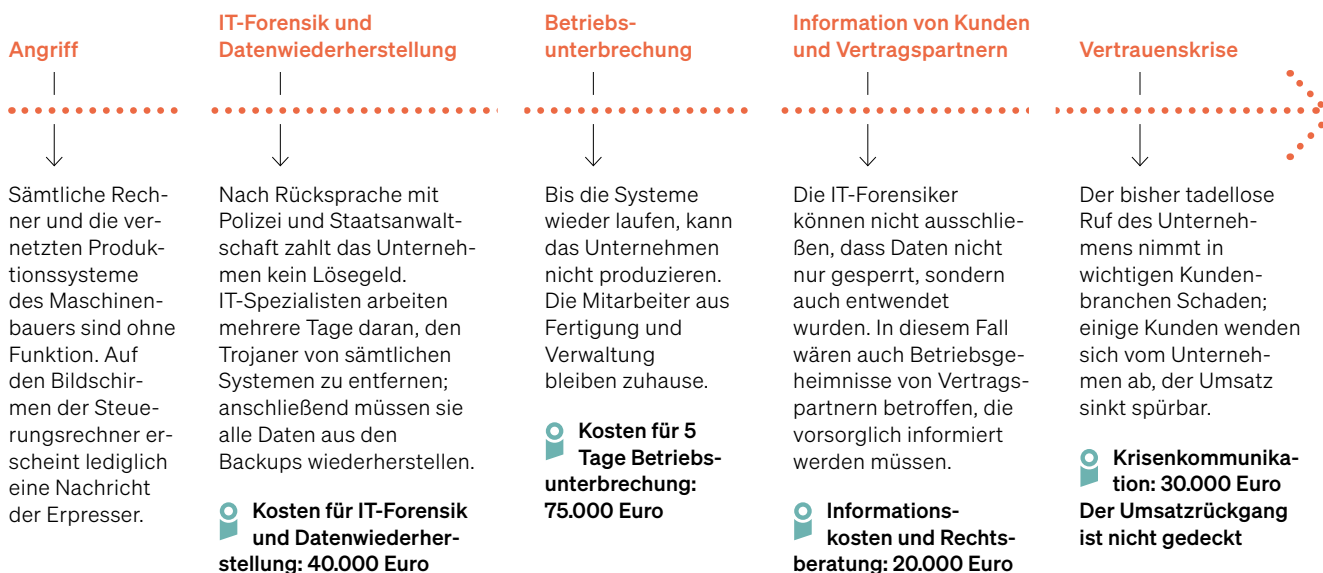 Angriff
Sämtliche Rech-
ner und die ver-
netzten Produk-
tionssysteme
des Maschinen-
bauers sind ohne
Funktion. Auf
den Bildschir-
men der Steue-
rungsrechner er-
scheint lediglich
eine Nachricht
der Erpresser.
IT-Forensik und
Datenwiederherstellung
Nach Rücksprache mit
Polizei und Staatsanwalt-
schaft zahlt das Unterneh-
men kein Lösegeld.
IT-Spezialisten arbeiten
mehrere Tage daran, den
Trojaner von sämtlichen
Systemen zu entfernen;
anschließend müssen sie
alle Daten aus den
Backups wiederherstellen.
Kosten für IT-Forensik
und Datenwiederher-
stellung: 40.000 Euro
Betriebs-
unterbrechung
Bis die Systeme
wieder laufen, kann
das Unternehmen
nicht produzieren.
Die Mitarbeiter aus
Fertigung und
Verwaltung
bleiben zuhause.
Kosten für 5
Tage Betriebs-
unterbrechung:
75.000 Euro
Information von Kunden
und Vertragspartnern
Die IT-Forensiker
können nicht ausschlie-
ßen, dass Daten nicht
nur gesperrt, sondern
auch entwendet
wurden. In diesem Fall
wären auch Betriebsge-
heimnisse von Vertrags-
partnern betroffen, die
vorsorglich informiert
werden müssen.
Informations-
kosten und Rechts-
beratung: 20.000 Euro
Vertrauenskrise
Der bisher tadellose
Ruf des Unterneh-
mens nimmt in
wichtigen Kunden-
branchen Schaden;
einige Kunden wenden
sich vom Unterneh-
men ab, der Umsatz
sinkt spürbar.
Krisenkommunika-
tion: 30.000 Euro
Der Umsatzrückgang
ist nicht gedeckt